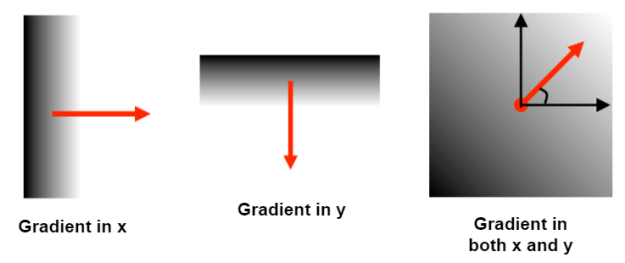 Gradient in x
Gradient in y
Gradient in
both x and y